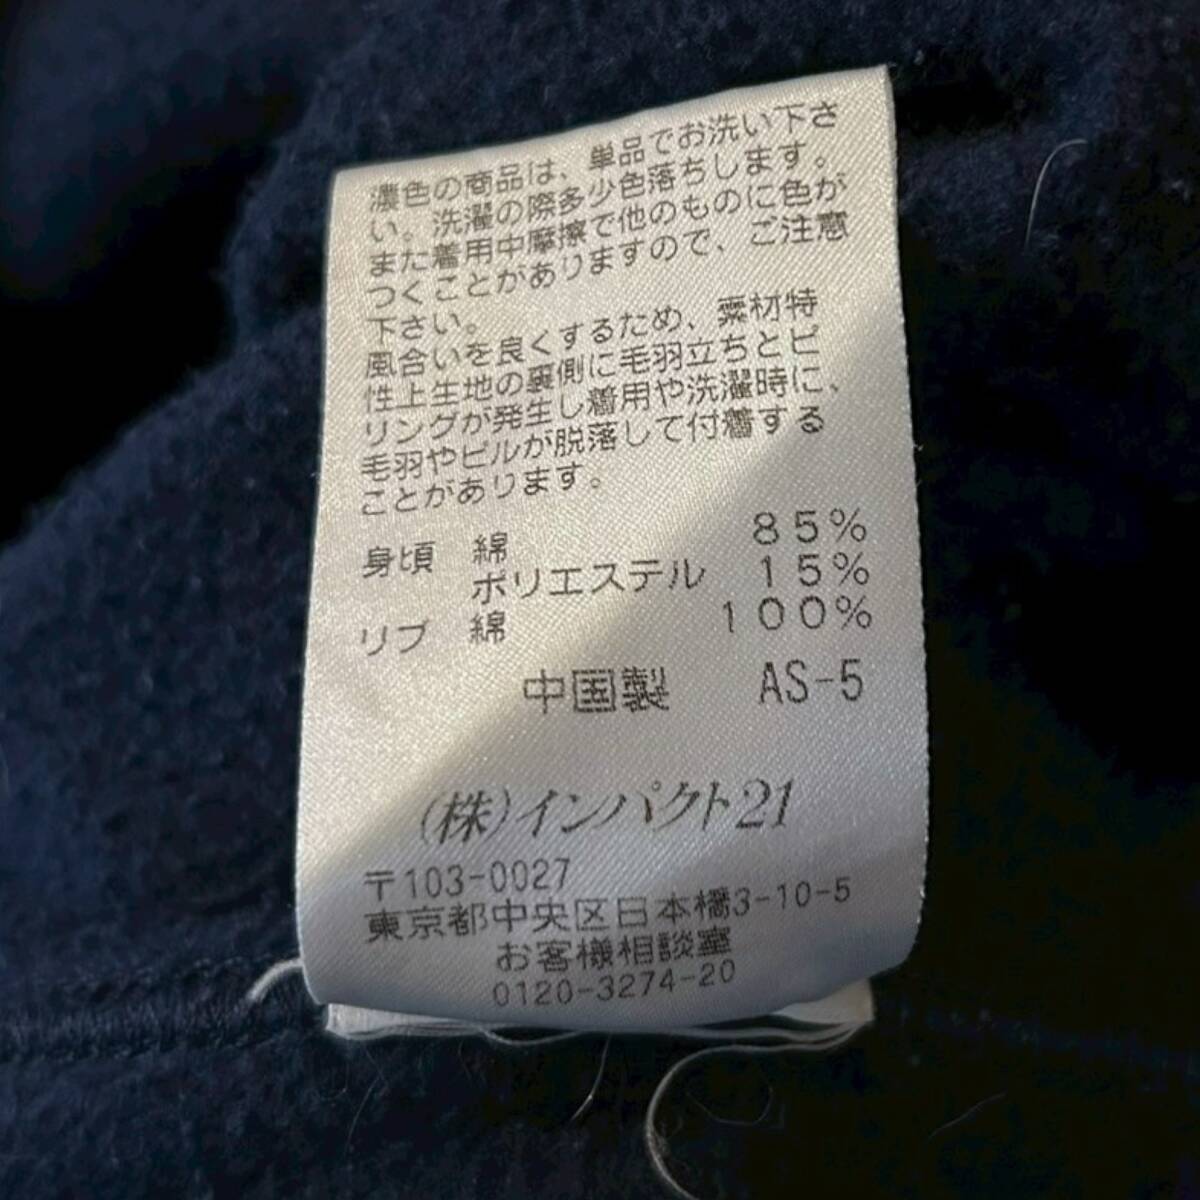 濃色の商品は、単品でお洗い下さ
い。洗濯の際多少色落ちします。
また着用中摩擦で他のものに色が
つくことがありますので、ご注意
下さい。
風合いを良くするため、素材特
性上生地の裏側に毛羽立ちとピ
リングが発生し着用や洗濯時に、
毛羽やピルが脱落して付着する
ことがあります。
身頃 綿 85%
ポリエステル 15%
リブ 綿 100%
中国製 AS-5
(株)インパクト21
〒103-0027
東京都中央区日本橋3-10-5
お客様相談室
0120-3274-20